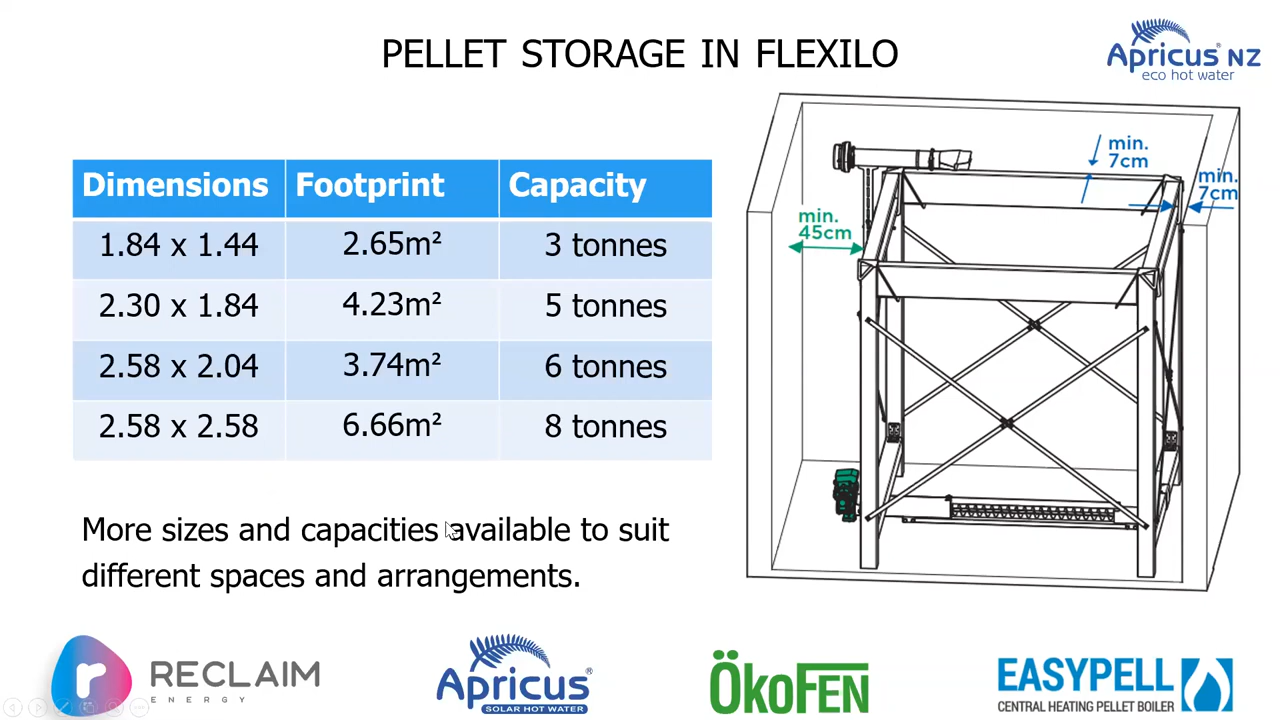 PELLET STORAGE IN FLEXILO
Apricus® NZ
eco hot water
Dimensions Footprint Capacity
1.84 x 1.44 2.65m² 3 tonnes
2.30 x 1.84 4.23m² 5 tonnes
2.58 x 2.04 3.74m² 6 tonnes
2.58 x 2.58 6.66m² 8 tonnes
min.
7cm
min.
7cm
min.
45cm
More sizes and capacities available to suit
different spaces and arrangements.
r RECLAIM
ENERGY
Apricus®
SOLAR HOT WATER
ÖkoFEN
EASYPELL
CENTRAL HEATING PELLET BOILER